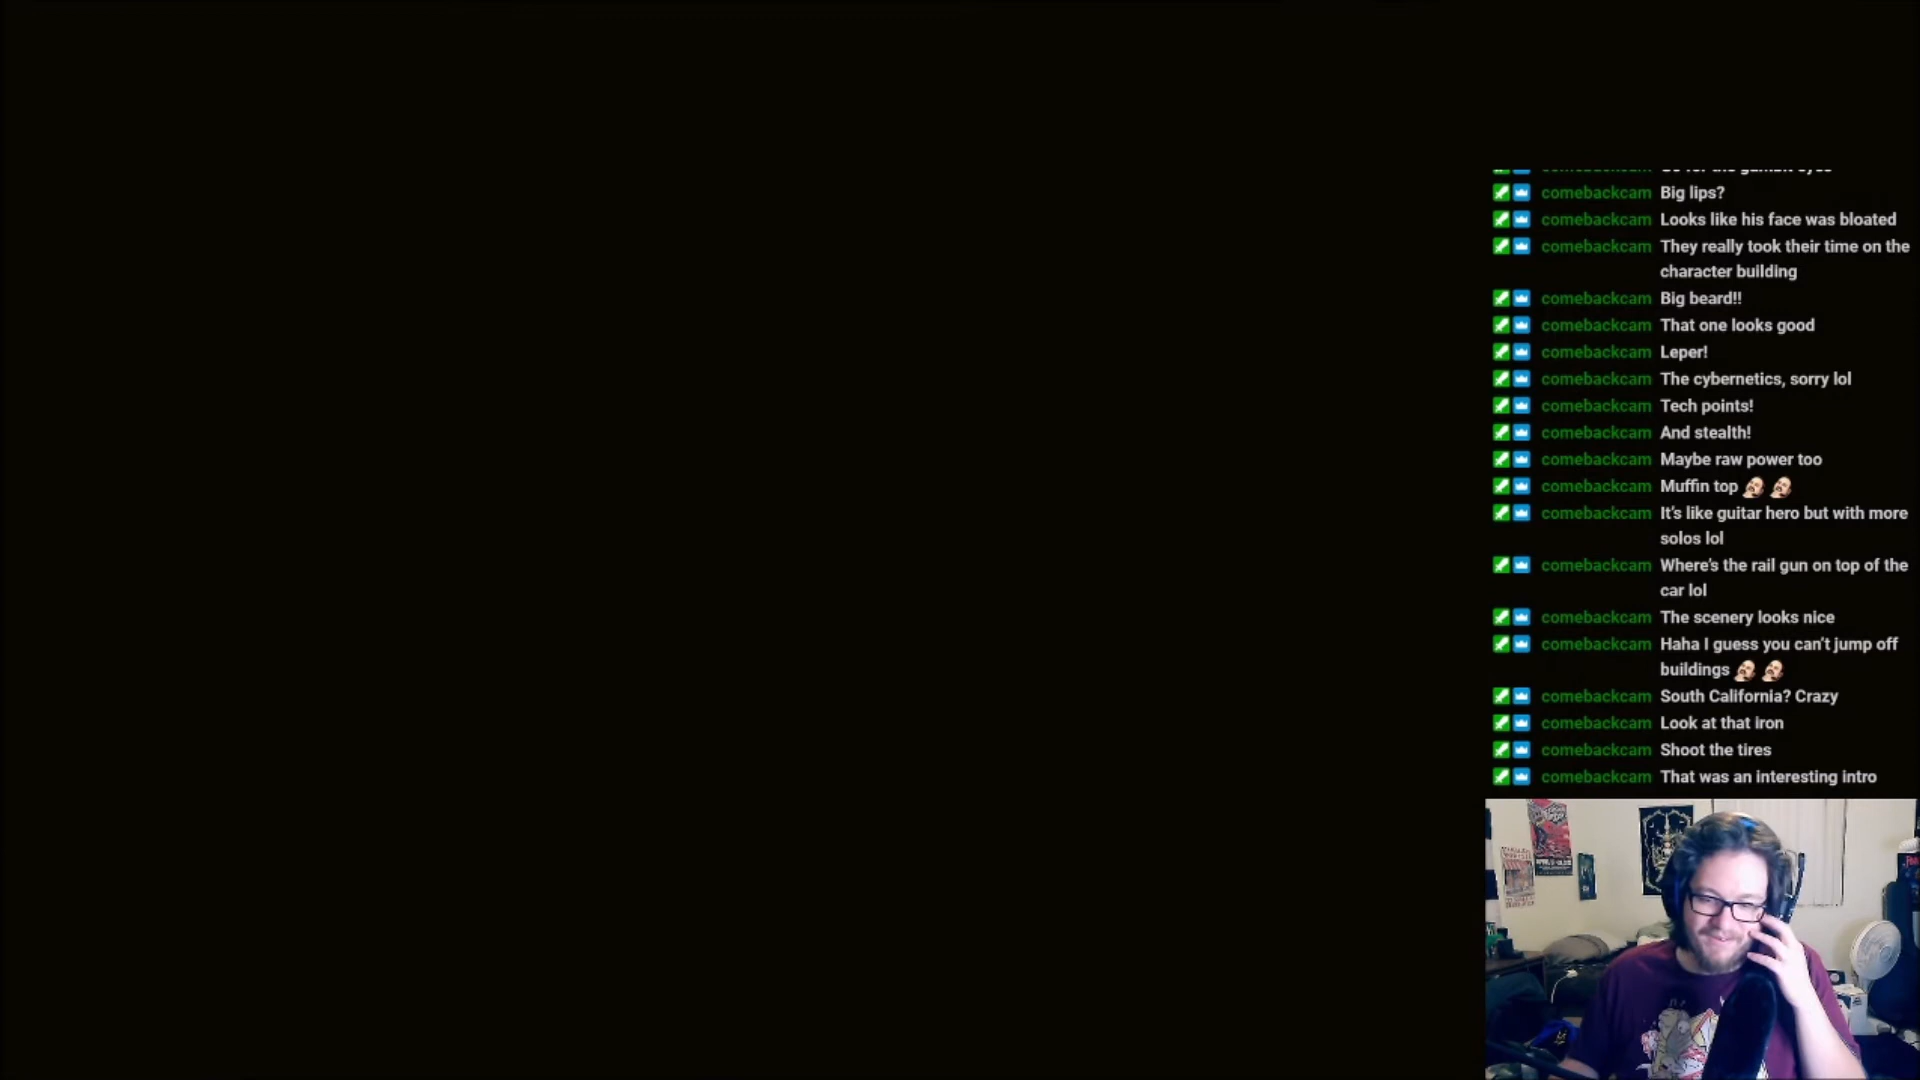 comebackcam Big lips?
comebackcam Looks like his face was bloated
comebackcam They really took their time on the
character building
comebackcam Big beard!!
comebackcam That one looks good
comebackcam Leper!
comebackcam The cybernetics, sorry lol
comebackcam Tech points!
comebackcam And stealth!
comebackcam Maybe raw power too
comebackcam Muffin top
comebackcam It's like guitar hero but with more
solos lol
comebackcam Where's the rail gun on top of the
car lol
comebackcam The scenery looks nice
comebackcam Haha I guess you can't jump off
buildings
comebackcam South California? Crazy
comebackcam Look at that iron
comebackcam Shoot the tires
comebackcam That was an interesting intro